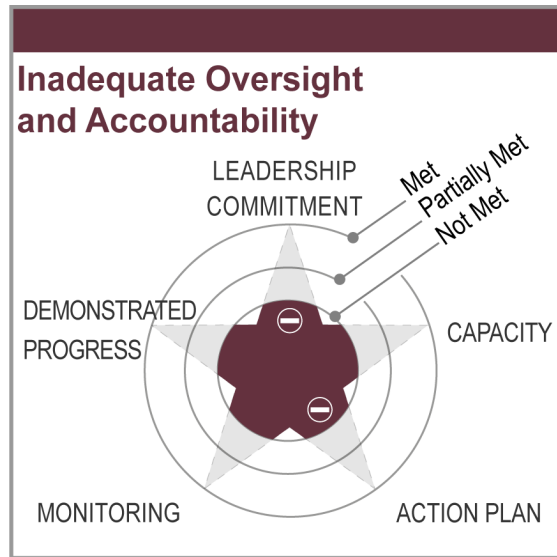 Inadequate Oversight
and Accountability
LEADERSHIP
COMMITMENT
Met
Partially Met
Not Met
DEMONSTRATED
PROGRESS
CAPACITY
MONITORING
ACTION PLAN